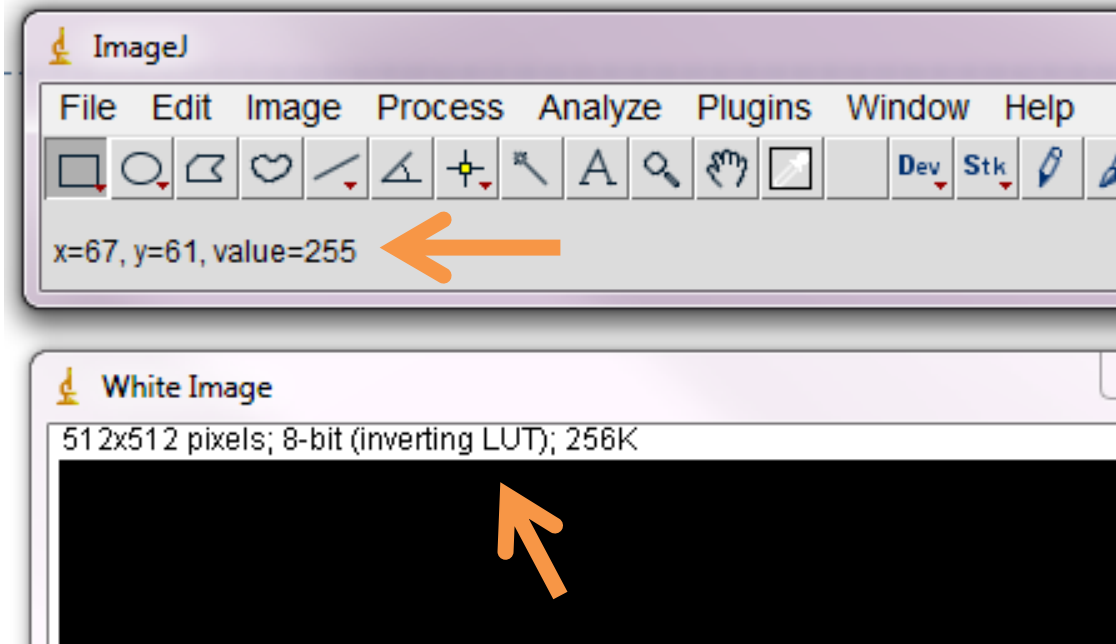 ImageJ
File Edit Image Process Analyze Plugins Window Help
A Dev Stk
x=67, y=61, value=255
White Image
512x512 pixels; 8-bit (inverting LUT); 256K